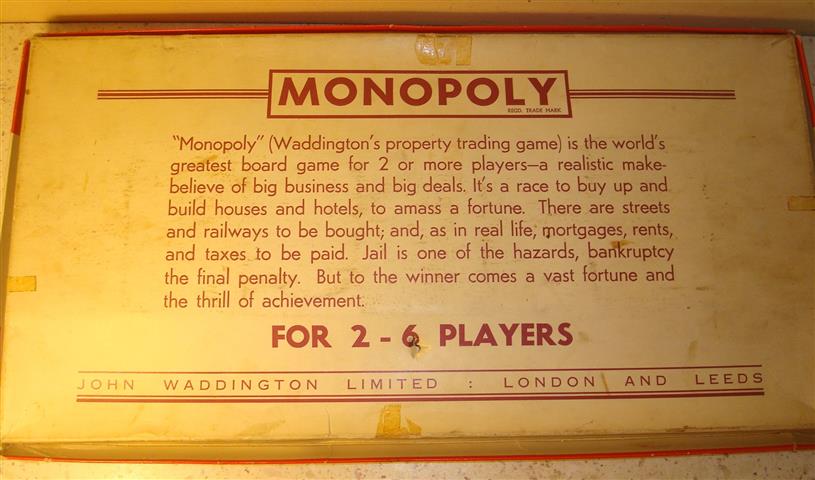 MONOPOLY
REGD. TRADE MARK
"Monopoly" (Waddington's property trading game) is the world's
greatest board game for 2 or more players—a realistic make-
believe of big business and big deals. It's a race to buy up and
build houses and hotels, to amass a fortune. There are streets
and railways to be bought; and, as in real life, mortgages, rents,
and taxes to be paid. Jail is one of the hazards, bankruptcy
the final penalty. But to the winner comes a vast fortune and
the thrill of achievement.
FOR 2 - 6 PLAYERS
JOHN WADDINGTON LIMITED : LONDON AND LEEDS